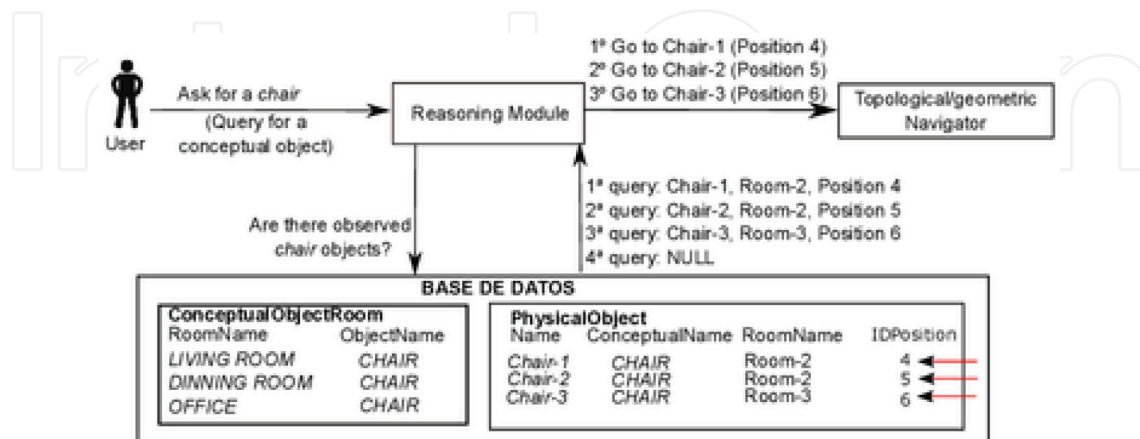 1ª Go to Chair-1 (Position 4)
2ª Go to Chair-2 (Position 5)
3ª Go to Chair-3 (Position 6)
User
Ask for a chair
(Query for a
conceptual object)
Reasoning Module
Topological/geometric
Navigator
Are there observed
chair objects?
1ª query: Chair-1, Room-2, Position 4
2ª query: Chair-2, Room-2, Position 5
3ª query: Chair-3, Room-3, Position 6
4ª query: NULL
BASE DE DATOS
ConceptualObjectRoom
RoomName ObjectName
LIVING ROOM CHAIR
DINNING ROOM CHAIR
OFFICE CHAIR
PhysicalObject
Name ConceptualName RoomName IDPosition
Chair-1 CHAIR Room-2 4
Chair-2 CHAIR Room-2 5
Chair-3 CHAIR Room-3 6